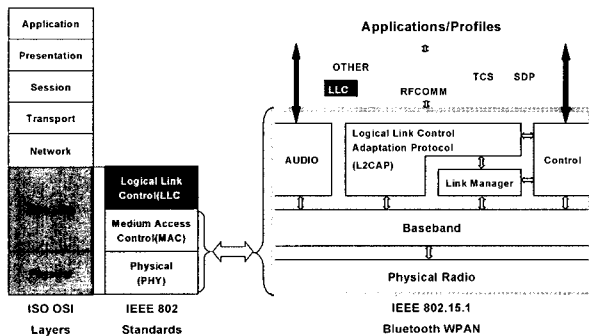 Application
Presentation
Session
Transport
Network
ISO OSI
Layers
Logical Link
Control(LLC
Medium Access
Control(MAC)
Physical
(PHY)
IEEE 802
Standards
Applications/Profiles
OTHER
LLC
RFCOMM
TCS
SDP
AUDIO
Logical Link Control
Adaptation Protocol
(L2CAP)
Link Manager
Control
Baseband
Physical Radio
IEEE 802.15.1
Bluetooth WPAN